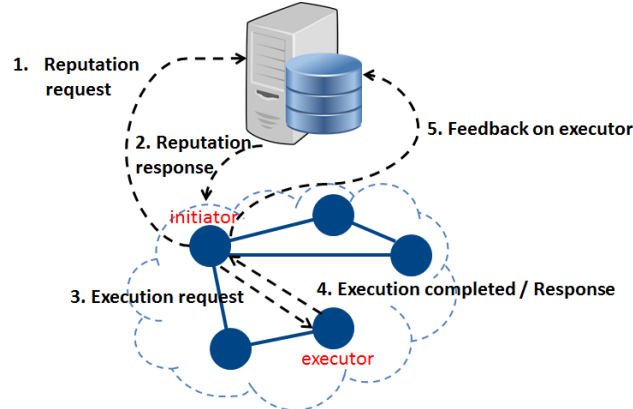 1. Reputation
request
2. Reputation
response
5. Feedback on executor
initiator
3. Execution request
4. Execution completed / Response
executor